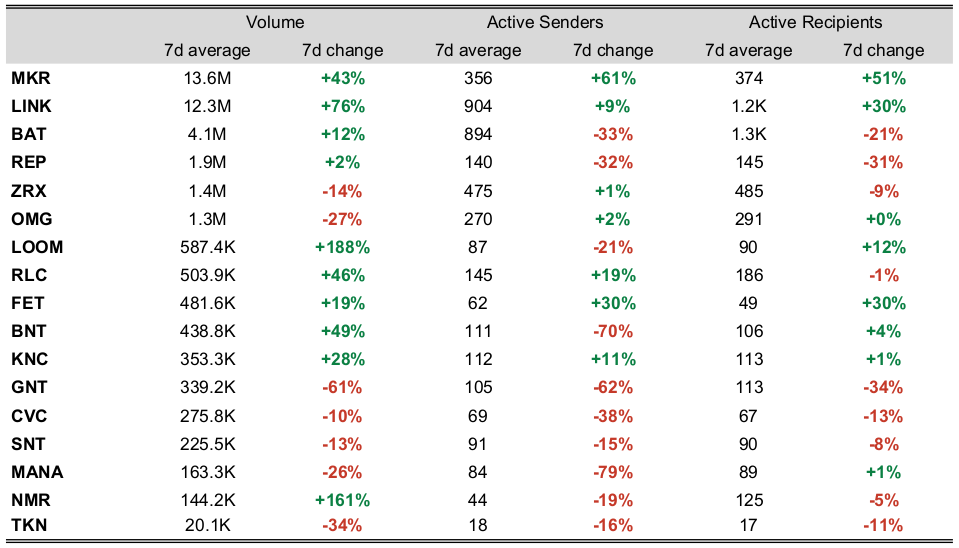 Volume Active Senders Active Recipients
7d average 7d change 7d average 7d change 7d average 7d change
MKR 13.6M +43% 356 +61% 374 +51%
LINK 12.3M +76% 904 +9% 1.2K +30%
BAT 4.1M +12% 894 -33% 1.3K -21%
REP 1.9M +2% 140 -32% 145 -31%
ZRX 1.4M -14% 475 +1% 485 -9%
OMG 1.3M -27% 270 +2% 291 +0%
LOOM 587.4K +188% 87 -21% 90 +12%
RLC 503.9K +46% 145 +19% 186 -1%
FET 481.6K +19% 62 +30% 49 +30%
BNT 438.8K +49% 111 -70% 106 +4%
KNC 353.3K +28% 112 +11% 113 +1%
GNT 339.2K -61% 105 -62% 113 -34%
CVC 275.8K -10% 69 -38% 67 -13%
SNT 225.5K -13% 91 -15% 90 -8%
MANA 163.3K -26% 84 -79% 89 +1%
NMR 144.2K +161% 44 -19% 125 -5%
TKN 20.1K -34% 18 -16% 17 -11%